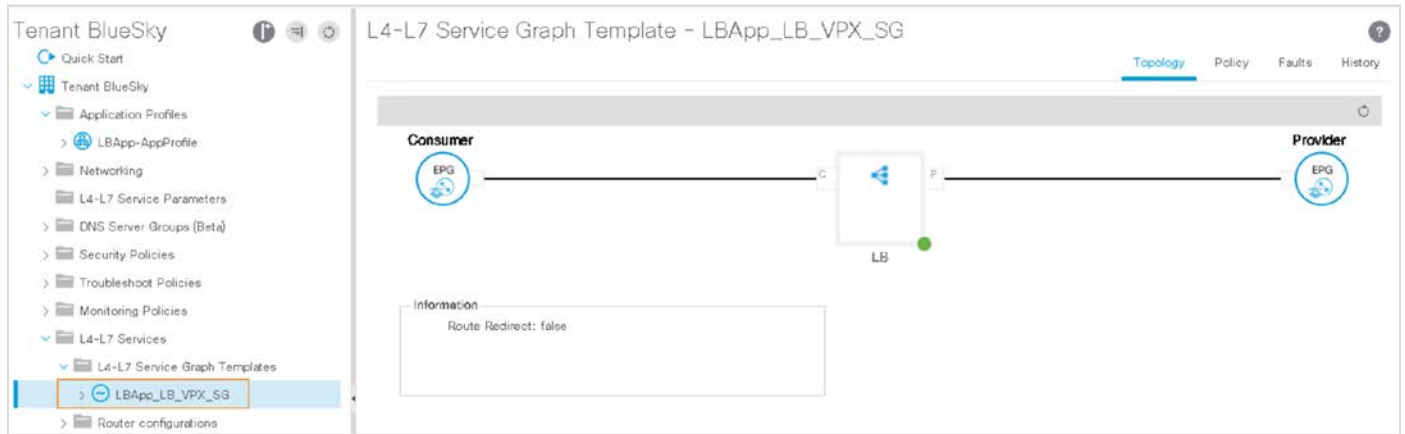 Tenant BlueSky
Quick Start
Tenant BlueSky
Application Profiles
LBApp-AppProfile
Networking
L4-L7 Service Parameters
DNS Server Groups (Beta)
Security Policies
Troubleshoot Policies
Monitoring Policies
L4-L7 Services
L4-L7 Service Graph Templates
LBApp_LB_VPX_SG
Router configurations
L4-L7 Service Graph Template - LBApp_LB_VPX_SG
?
Topology Policy Faults History
Consumer Provider
EPG C P EPG
LB
Information
Route Redirect: false